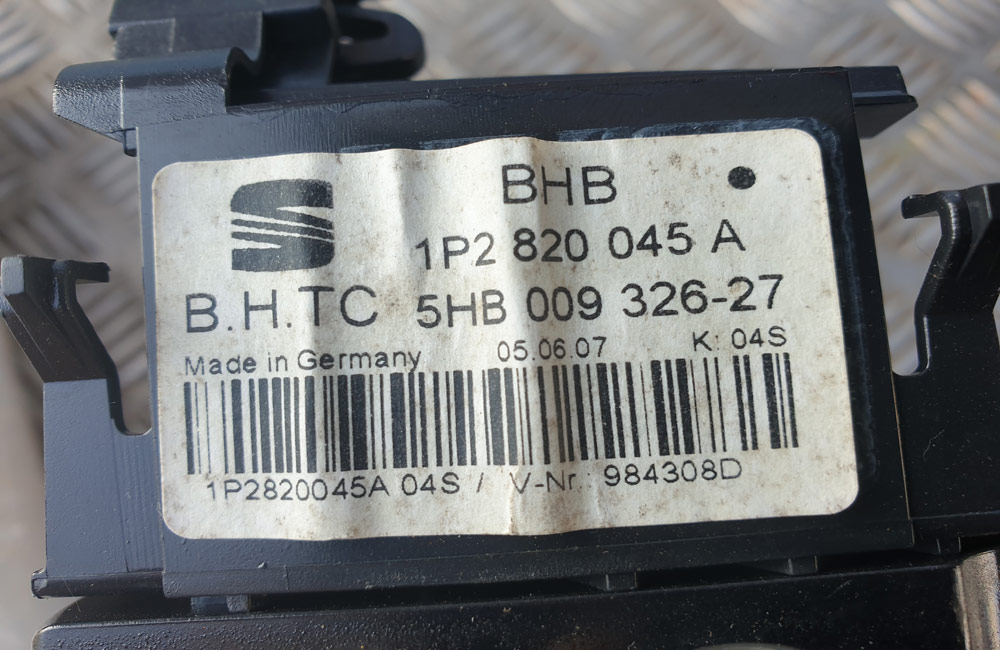 BHB
1P2 820 045 A
B.H.TC 5HB 009 326-27
Made in Germany 05.06.07 K: 04S
1P2820045A 04S / V-Nr.: 984308D